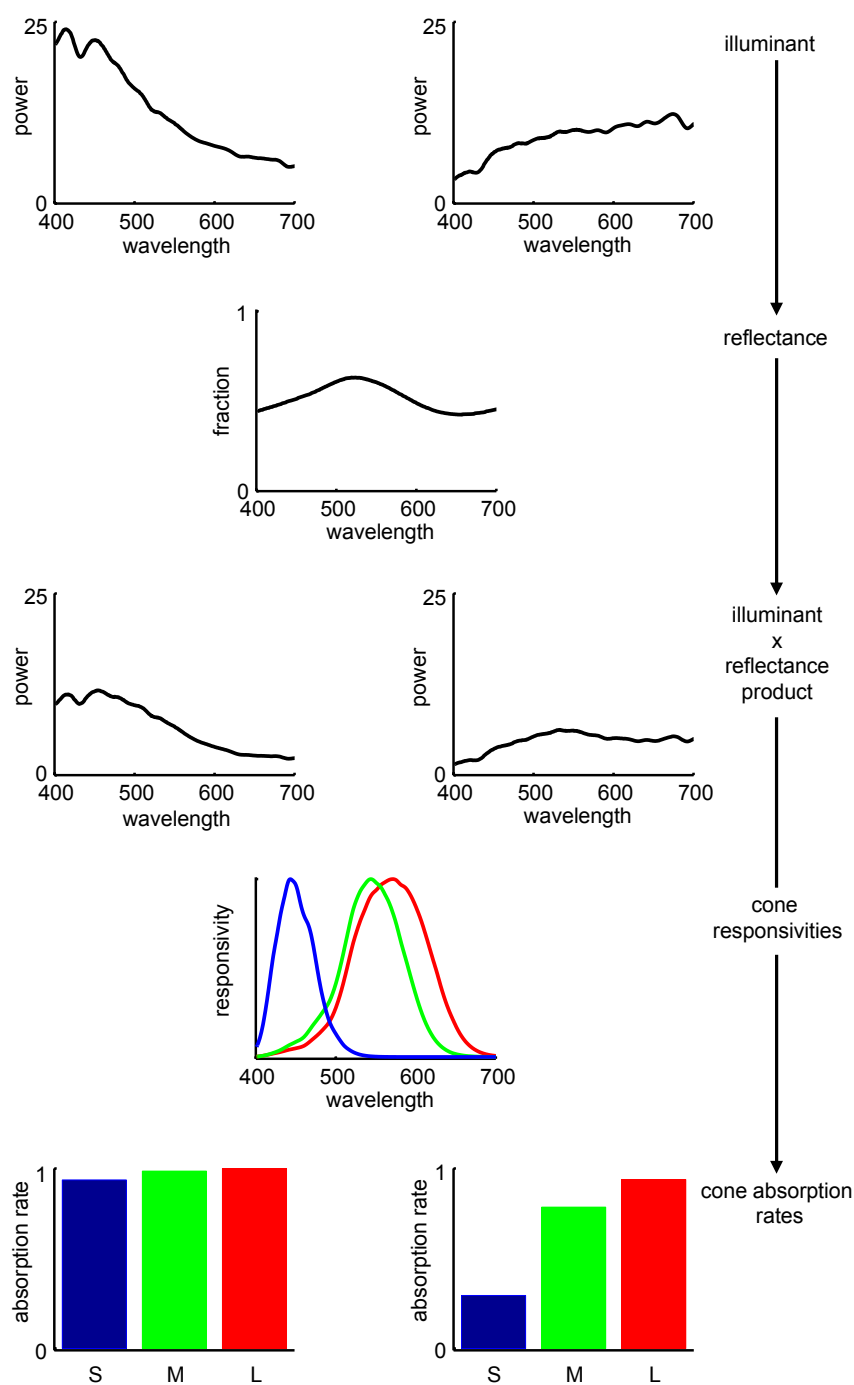 25
power
0
400 500 600 700
wavelength
25
power
0
400 500 600 700
wavelength
illuminant
1
fraction
0
400 500 600 700
wavelength
reflectance
25
power
0
400 500 600 700
wavelength
25
power
0
400 500 600 700
wavelength
illuminant
x
reflectance
product
responsivity
400 500 600 700
wavelength
cone
responsivities
1
absorption rate
0
S M L
1
absorption rate
0
S M L
cone absorption
rates